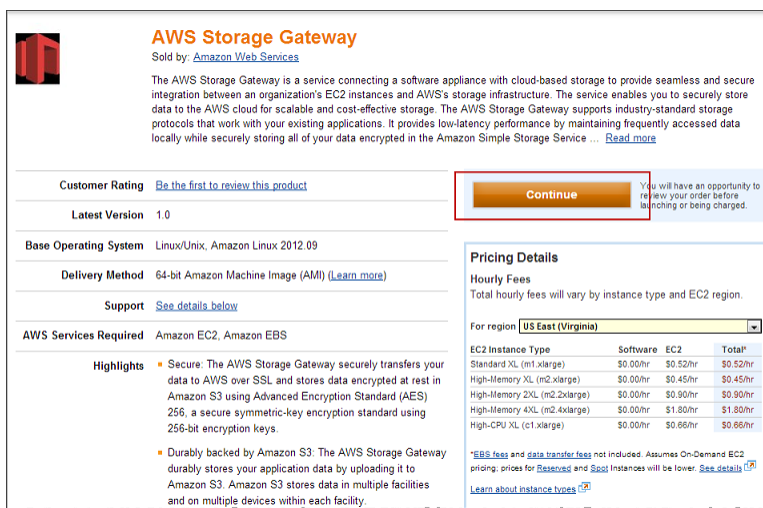 AWS Storage Gateway
Sold by: Amazon Web Services
The AWS Storage Gateway is a service connecting a software appliance with cloud-based storage to provide seamless and secure
integration between an organization's EC2 instances and AWS's storage infrastructure. The service enables you to securely store
data to the AWS cloud for scalable and cost-effective storage. The AWS Storage Gateway supports industry-standard storage
protocols that work with your existing applications. It provides low-latency performance by maintaining frequently accessed data
locally while securely storing all of your data encrypted in the Amazon Simple Storage Service ... Read more
Customer Rating Be the first to review this product
Latest Version 1.0
Base Operating System Linux/Unix, Amazon Linux 2012.09
Delivery Method 64-bit Amazon Machine Image (AMI) (Learn more)
Support See details below
AWS Services Required Amazon EC2, Amazon EBS
Highlights
Secure: The AWS Storage Gateway securely transfers your
data to AWS over SSL and stores data encrypted at rest in
Amazon S3 using Advanced Encryption Standard (AES)
256, a secure symmetric-key encryption standard using
256-bit encryption keys.
Durably backed by Amazon S3: The AWS Storage Gateway
durably stores your application data by uploading it to
Amazon S3. Amazon S3 stores data in multiple facilities
and on multiple devices within each facility.
Continue
You will have an opportunity to
review your order before
launching or being charged.
Pricing Details
Hourly Fees
Total hourly fees will vary by instance type and EC2 region.
For region US East (Virginia)
EC2 Instance Type Software EC2 Total*
Standard XL (m1.xlarge) $0.00/hr $0.52/hr $0.52/hr
High-Memory XL (m2.xlarge) $0.00/hr $0.45/hr $0.45/hr
High-Memory 2XL (m2.2xlarge) $0.00/hr $0.90/hr $0.90/hr
High-Memory 4XL (m2.4xlarge) $0.00/hr $1.80/hr $1.80/hr
High-CPU XL (c1.xlarge) $0.00/hr $0.66/hr $0.66/hr
*EBS fees and data transfer fees not included. Assumes On-Demand EC2
pricing; prices for Reserved and Spot Instances will be lower. See details
Learn about instance types